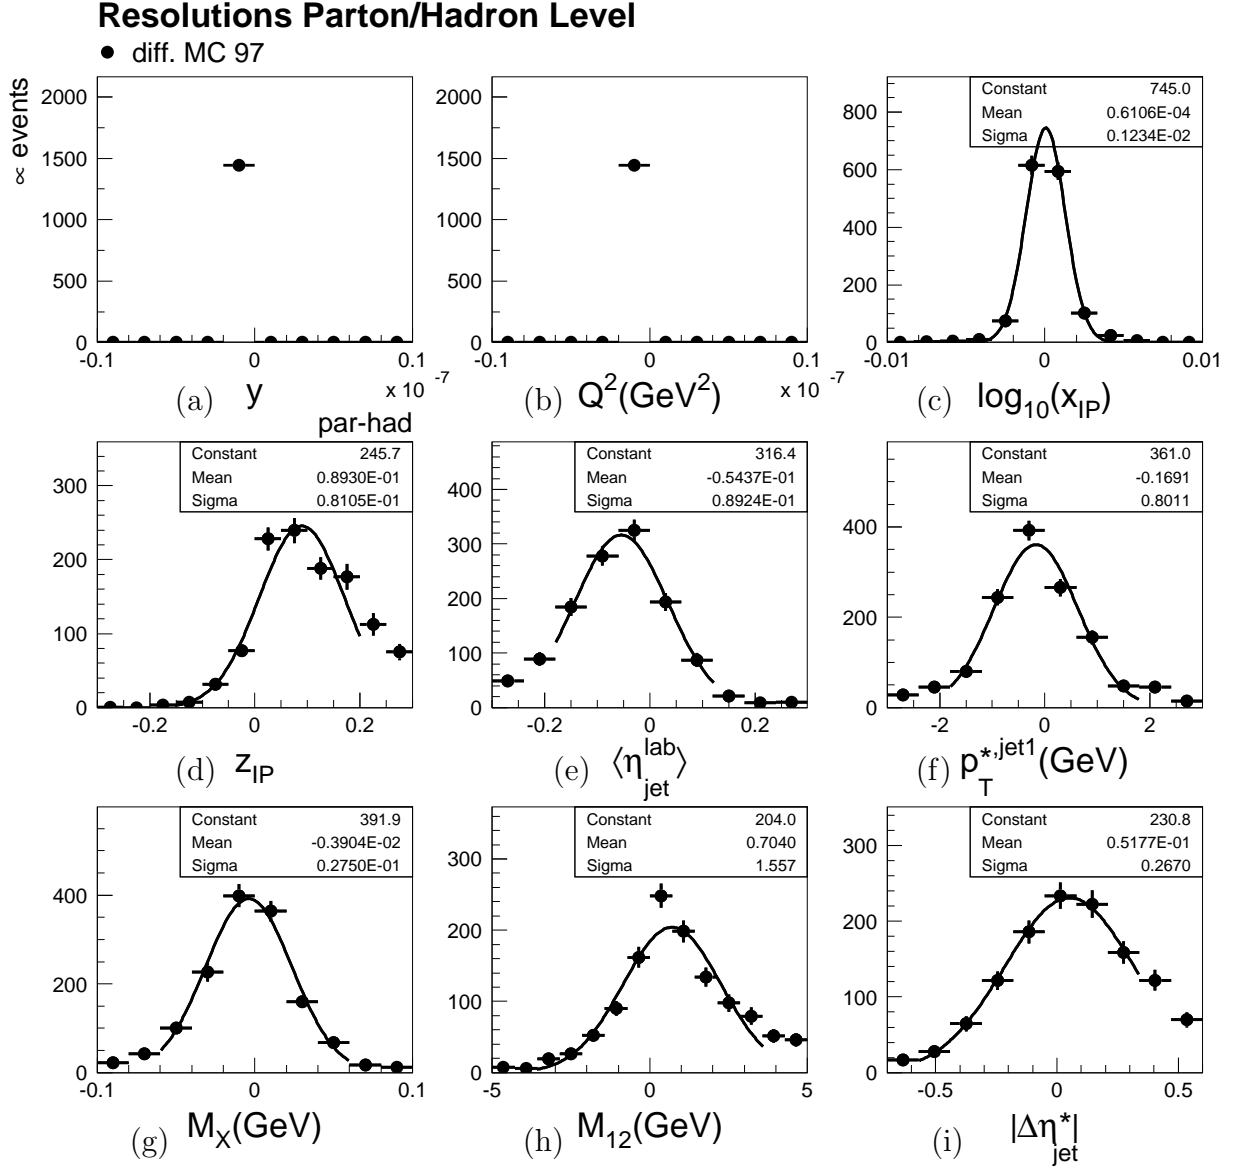 Resolutions Parton/Hadron Level
● diff. MC 97
∝ events
2000
1500
1000
500
0
-0.1 0 0.1
x 10 -7
(a) y
par-had
2000
1500
1000
500
0
-0.1 0 0.1
x 10 -7
(b) Q²(GeV²)
Constant 745.0
Mean 0.6106E-04
Sigma 0.1234E-02
800
600
400
200
0
-0.01 0 0.01
(c) log₁₀(x_IP)
Constant 245.7
Mean 0.8930E-01
Sigma 0.8105E-01
300
200
100
0
-0.2 0 0.2
(d) z_IP
Constant 316.4
Mean -0.5437E-01
Sigma 0.8924E-01
400
300
200
100
0
-0.2 0 0.2
(e) ⟨η_jet^lab⟩
Constant 361.0
Mean -0.1691
Sigma 0.8011
400
200
0
-2 0 2
(f) p_T^*,jet1(GeV)
Constant 391.9
Mean -0.3904E-02
Sigma 0.2750E-01
400
200
0
-0.1 0 0.1
(g) M_X(GeV)
Constant 204.0
Mean 0.7040
Sigma 1.557
300
200
100
0
-5 0 5
(h) M₁₂(GeV)
Constant 230.8
Mean 0.5177E-01
Sigma 0.2670
300
200
100
0
-0.5 0 0.5
(i) |Δη*_jet|